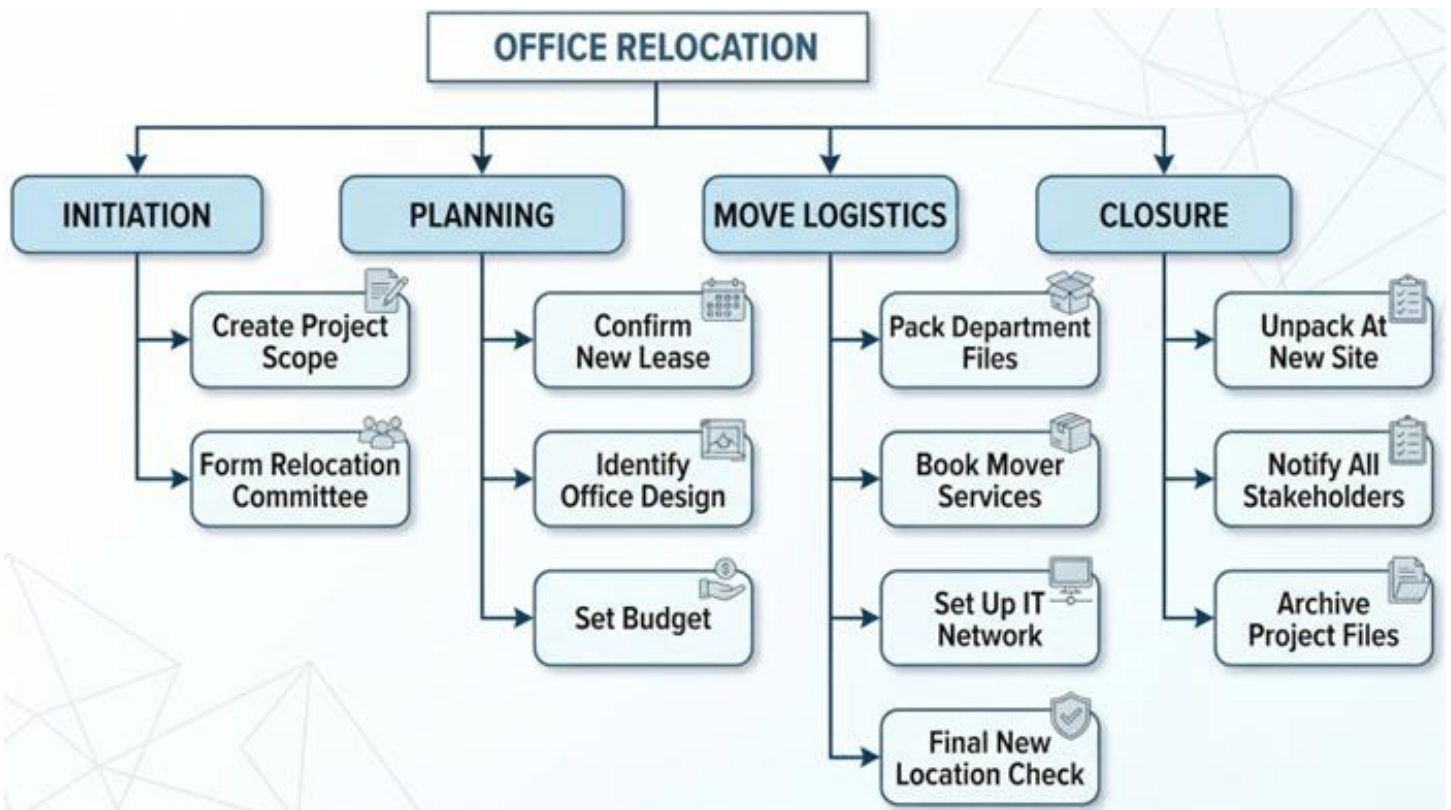 OFFICE RELOCATION
INITIATION
Create Project
Scope
Form Relocation
Committee
PLANNING
Confirm
New Lease
Identify
Office Design
Set Budget
MOVE LOGISTICS
Pack Department
Files
Book Mover
Services
Set Up IT
Network
Final New
Location Check
CLOSURE
Unpack At
New Site
Notify All
Stakeholders
Archive
Project Files